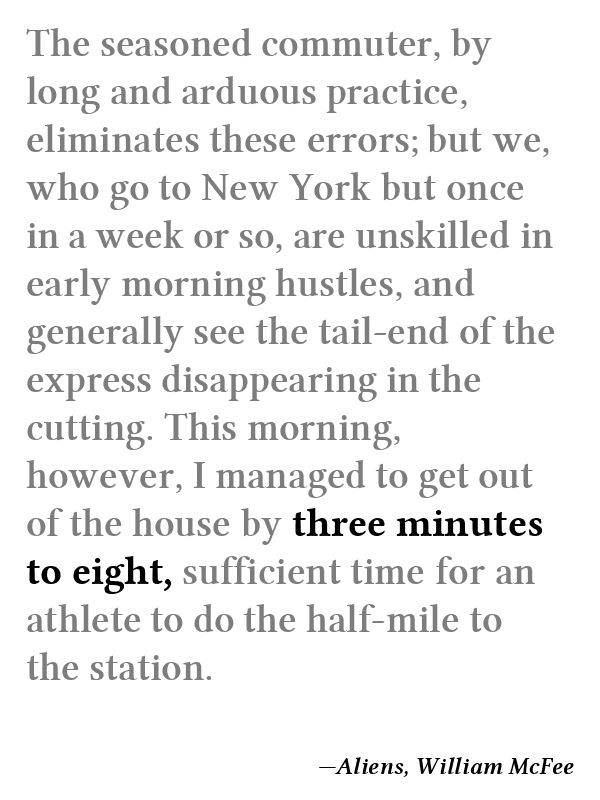 The seasoned commuter, by
long and arduous practice,
eliminates these errors; but we,
who go to New York but once
in a week or so, are unskilled in
early morning hustles, and
generally see the tail-end of the
express disappearing in the
cutting. This morning,
however, I managed to get out
of the house by three minutes
to eight, sufficient time for an
athlete to do the half-mile to
the station.
—Aliens, William McFee